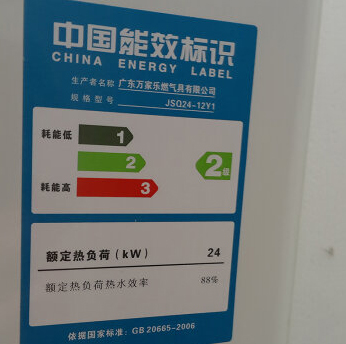 中国能效标识
CHINA ENERGY LABEL
生产者名称 广东万家乐燃气具有限公司
规格型号 JSQ24-12Y1
耗能低 1
2 2级
耗能高 3
额定热负荷(kW) 24
额定热负荷热水效率 88%
依据国家标准: GB 20665-2006